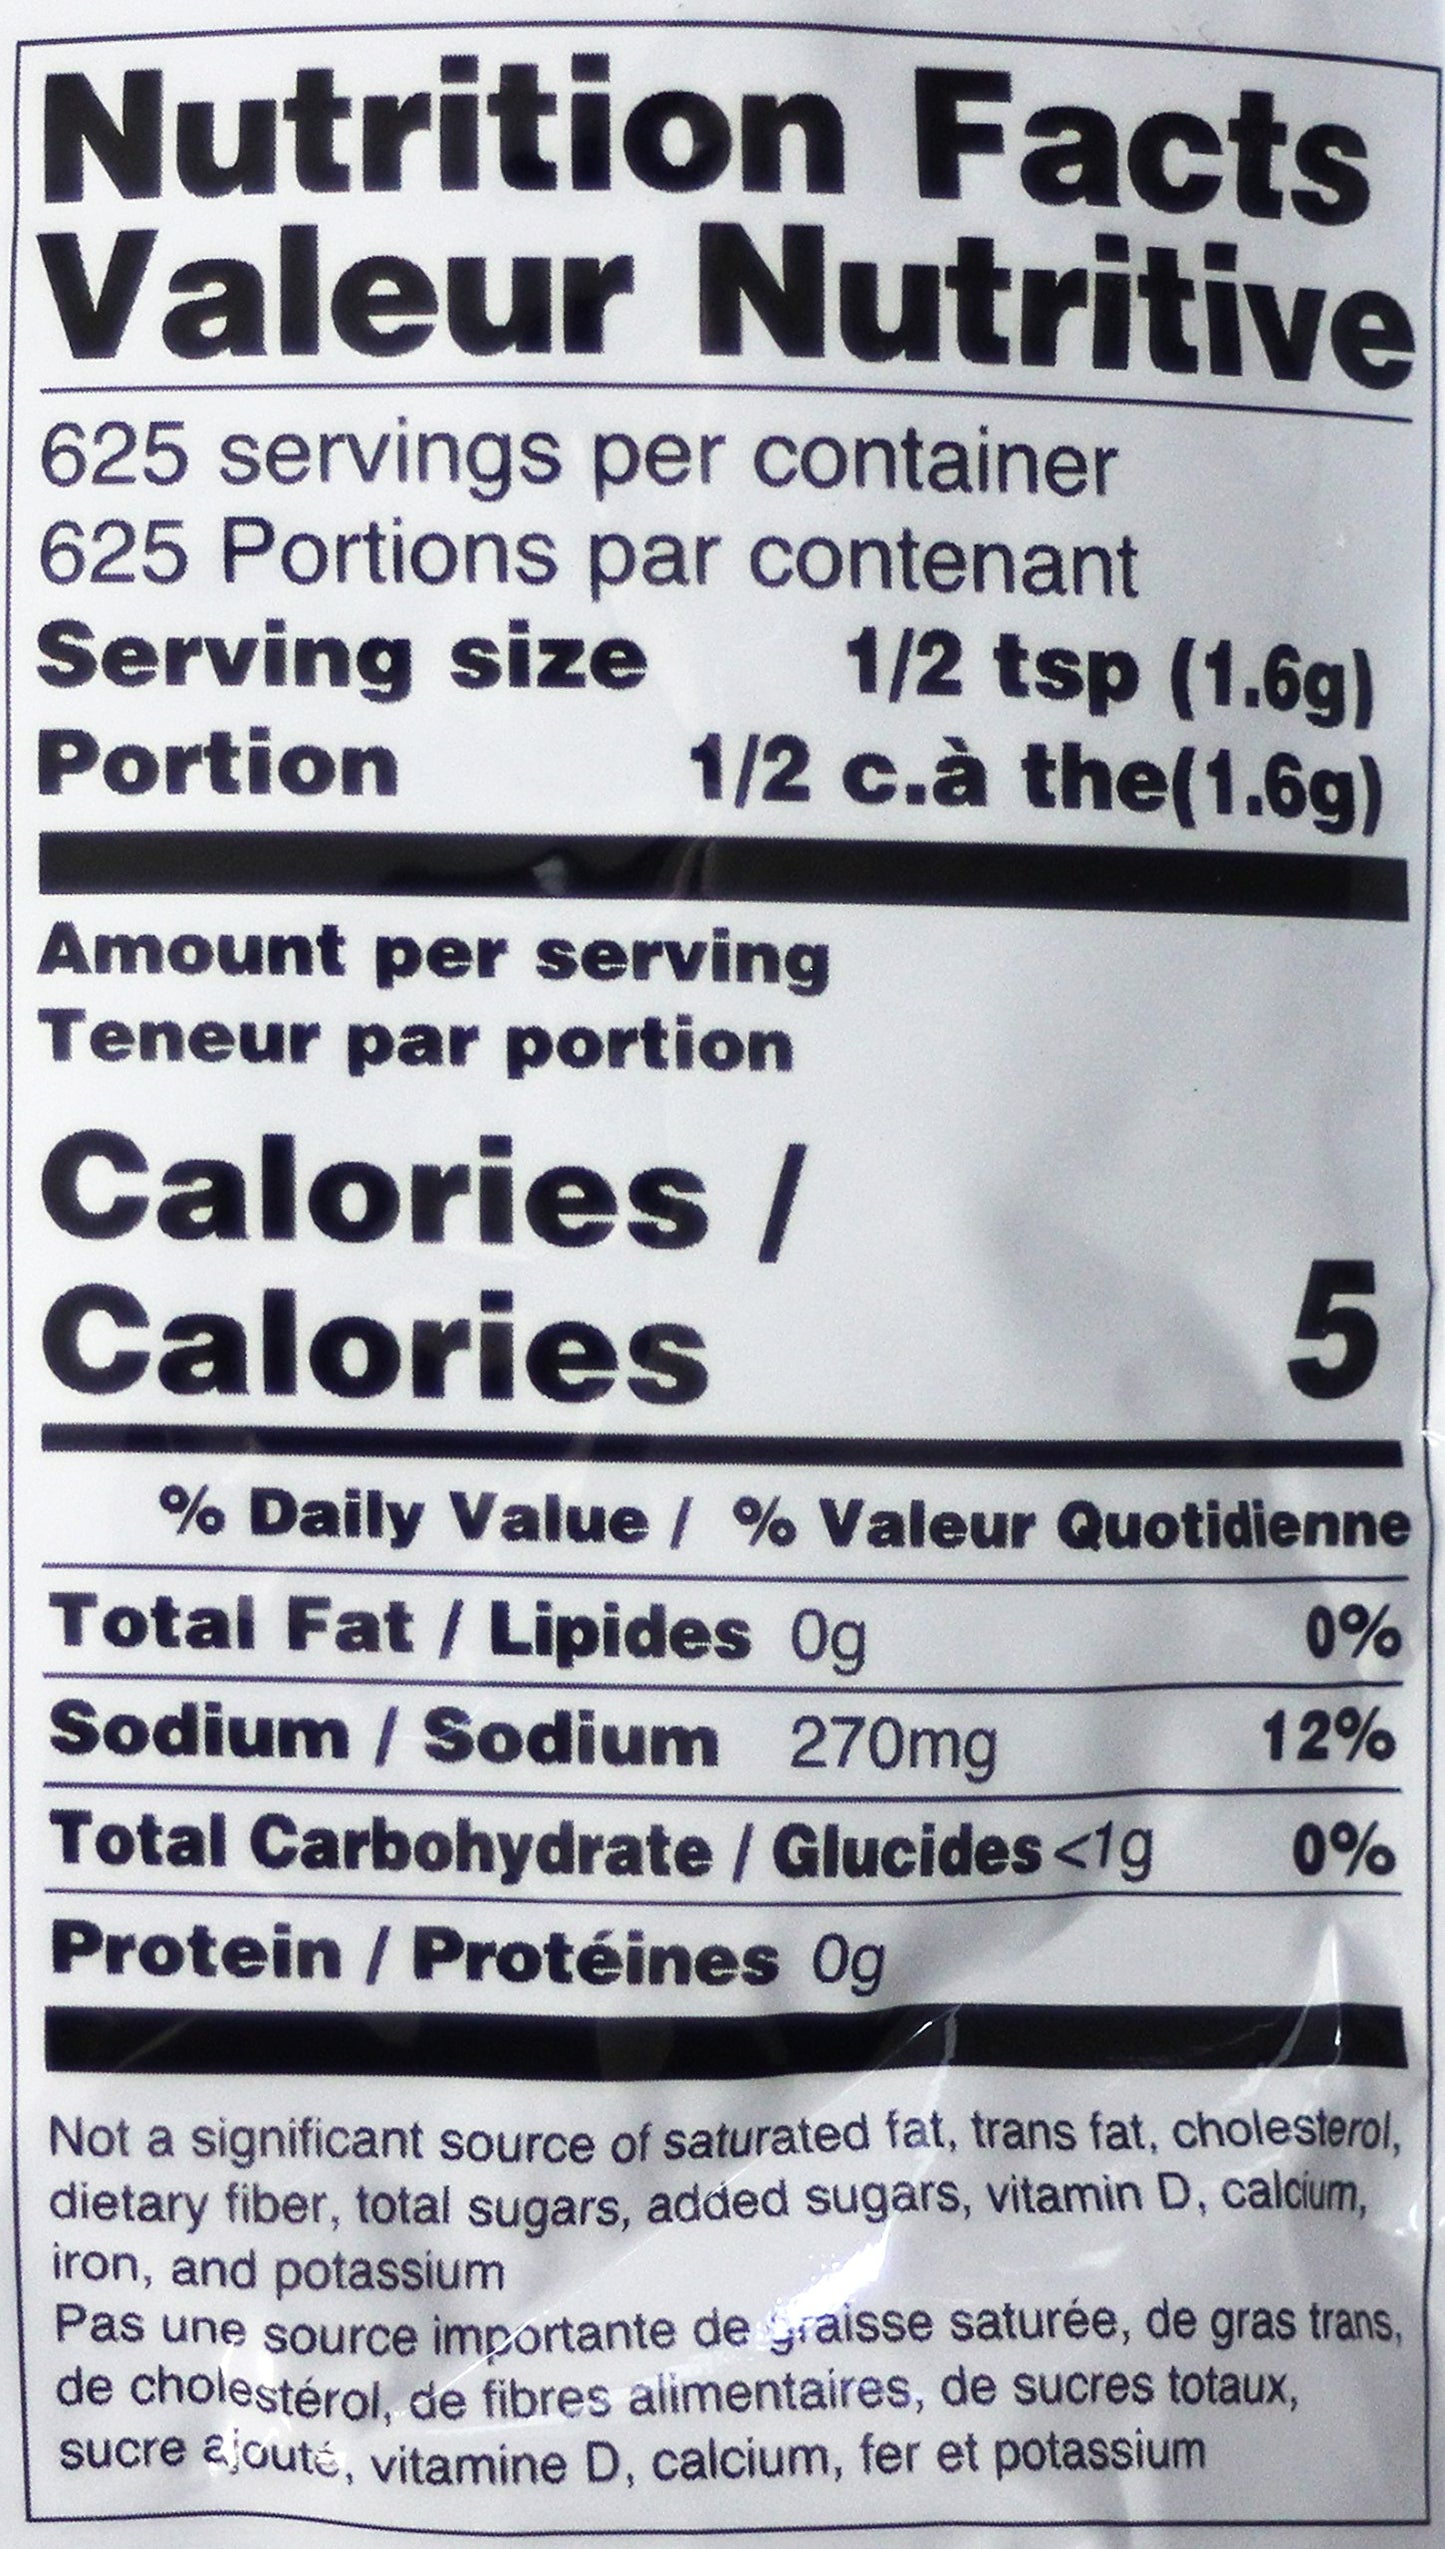 Nutrition Facts
Valeur Nutritive
625 servings per container
625 Portions par contenant
Serving size 1/2 tsp (1.6g)
Portion 1/2 c.à the(1.6g)
Amount per serving
Teneur par portion
Calories /
Calories 5
% Daily Value / % Valeur Quotidienne
Total Fat / Lipides 0g 0%
Sodium / Sodium 270mg 12%
Total Carbohydrate / Glucides <1g 0%
Protein / Protéines 0g
Not a significant source of saturated fat, trans fat, cholesterol,
dietary fiber, total sugars, added sugars, vitamin D, calcium,
iron, and potassium
Pas une source importante de graisse saturée, de gras trans,
de cholestérol, de fibres alimentaires, de sucres totaux,
sucre ajouté, vitamine D, calcium, fer et potassium